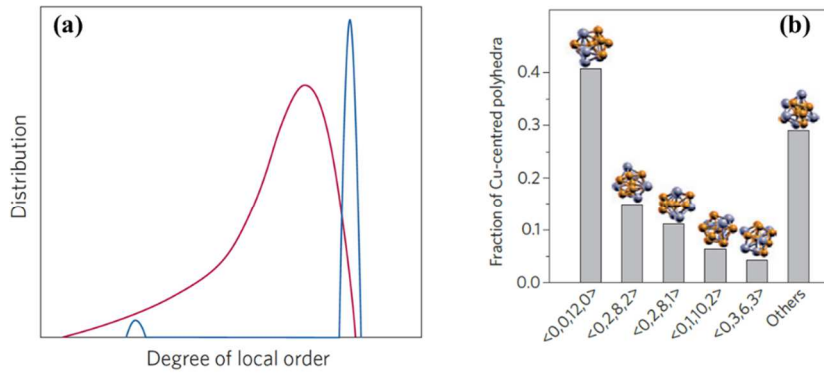 (a)
Distribution
Degree of local order
(b)
Fraction of Cu-centred polyhedra
0.4
0.3
0.2
0.1
0.0
<0,0,12,0>
<0,2,8,2>
<0,2,8,1>
<0,1,10,2>
<0,3,6,3>
Others